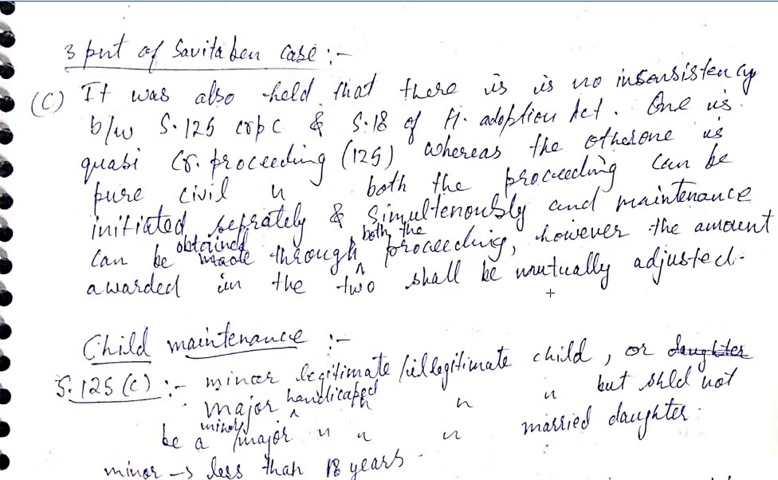 3 pnt of Savitaben case :-
(C) It was also held that there is is no insonsistency
b/w S.125 crpc & S.18 of H. adoption Act. One is
quasi Cr. proceeding (125) whereas the otherone is
pure civil " both the proceeding can be
initiated seprately & Simultenously and maintenance
can be obtained made through both the proceeding, however the amount
awarded in the two shall be mutually adjusted.
Child maintenance :-
S. 125 (c) :- minor legitimate /illegitimate child, or daughter
major handicaped " " " but shld not
be a minor/major " " " married daughter.
minor → less than 18 years.